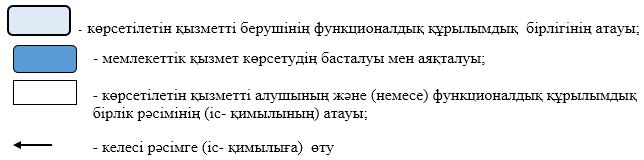 - көрсетілетін қызметті берушінің функционалдық құрылымдық бірлігінің атауы;
- мемлекеттік қызмет көрсетудің басталуы мен аяқталуы;
- көрсетілетін қызметті алушының және (немесе) функционалдық құрылымдық
бірлік рәсімінің (іс- қимылының) атауы;
- келесі рәсімге (іс- қимылыға) өту